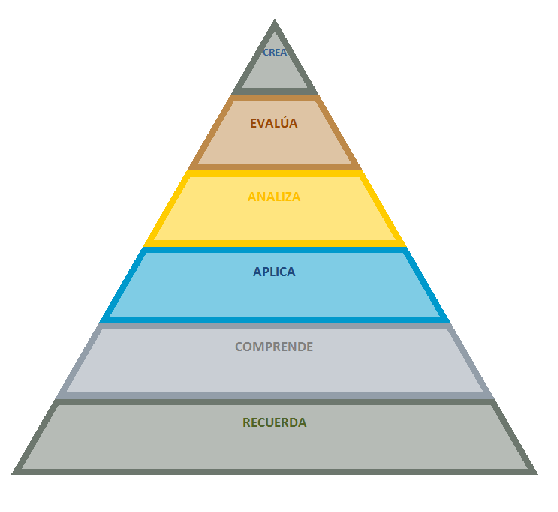 CREA
EVALÚA
ANALIZA
APLICA
COMPRENDE
RECUERDA